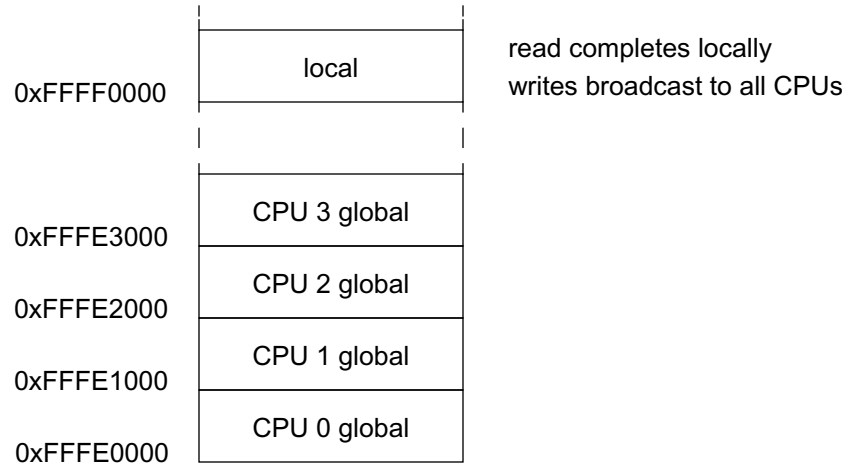 local
0xFFFF0000
read completes locally
writes broadcast to all CPUs
CPU 3 global
0xFFFE3000
CPU 2 global
0xFFFE2000
CPU 1 global
0xFFFE1000
CPU 0 global
0xFFFE0000